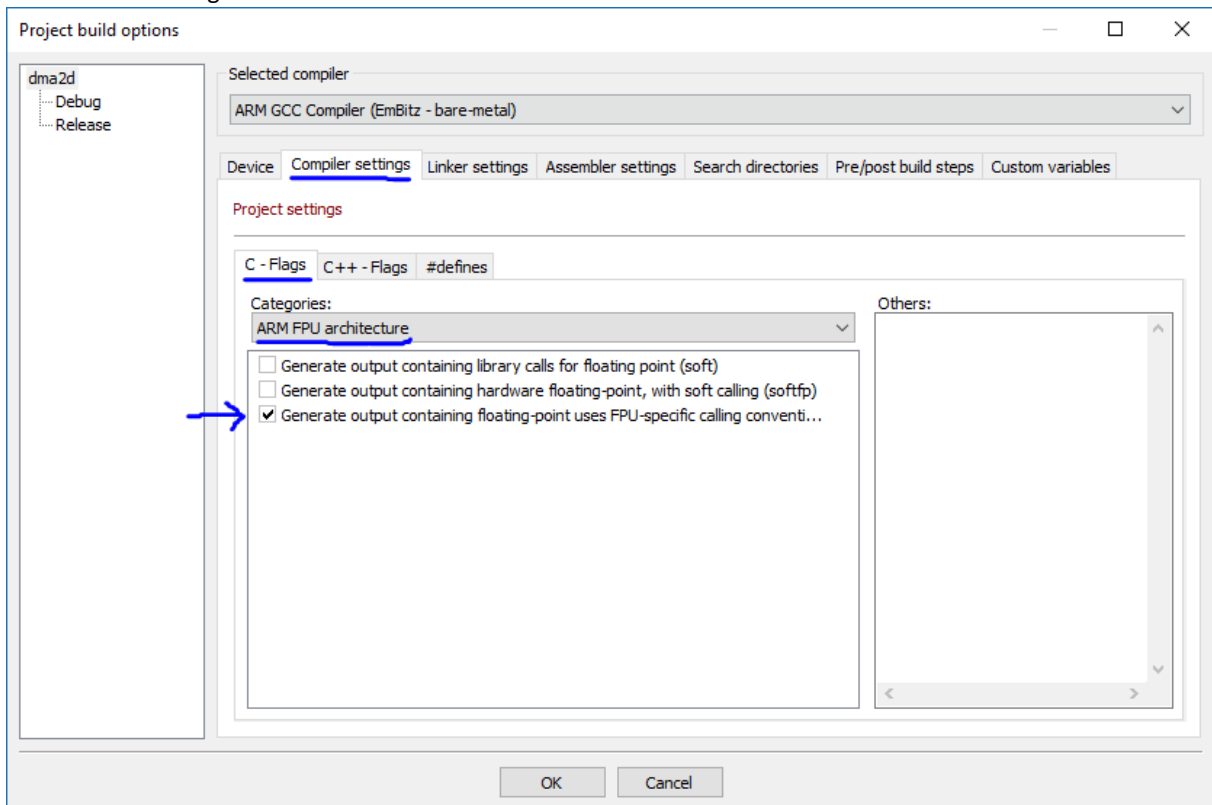 Project build options
dma2d
Debug
Release
Selected compiler
ARM GCC Compiler (EmBitz - bare-metal)
Device Compiler settings Linker settings Assembler settings Search directories Pre/post build steps Custom variables
Project settings
C - Flags C++ - Flags #defines
Categories:
ARM FPU architecture
Generate output containing library calls for floating point (soft)
Generate output containing hardware floating-point, with soft calling (softfp)
Generate output containing floating-point uses FPU-specific calling conventi...
Others:
OK Cancel